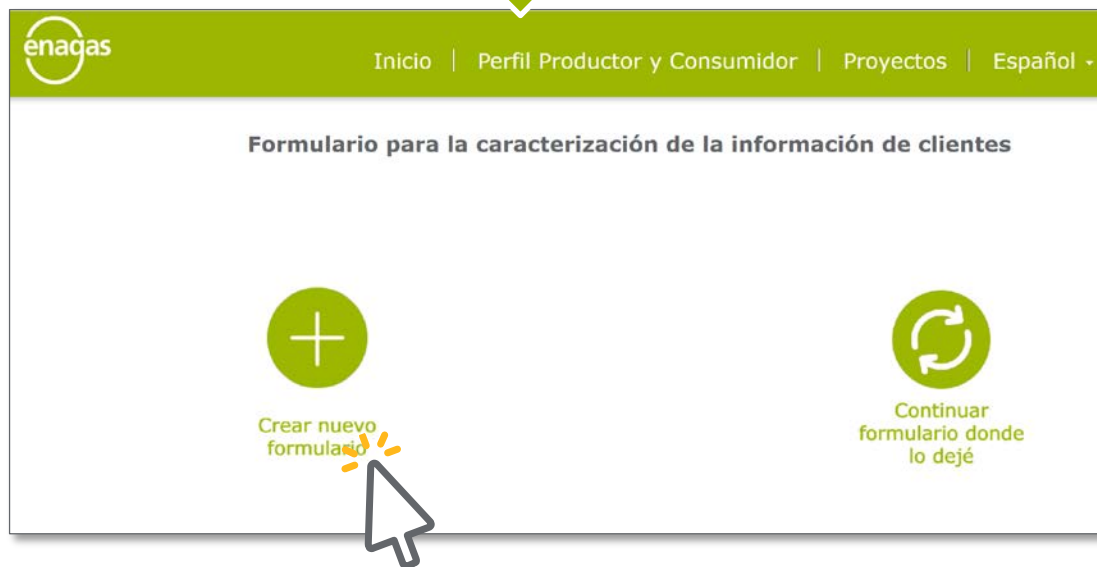 enagas
Inicio | Perfil Productor y Consumidor | Proyectos | Español
Formulario para la caracterización de la información de clientes
Crear nuevo
formulario
Continuar
formulario donde
lo dejé